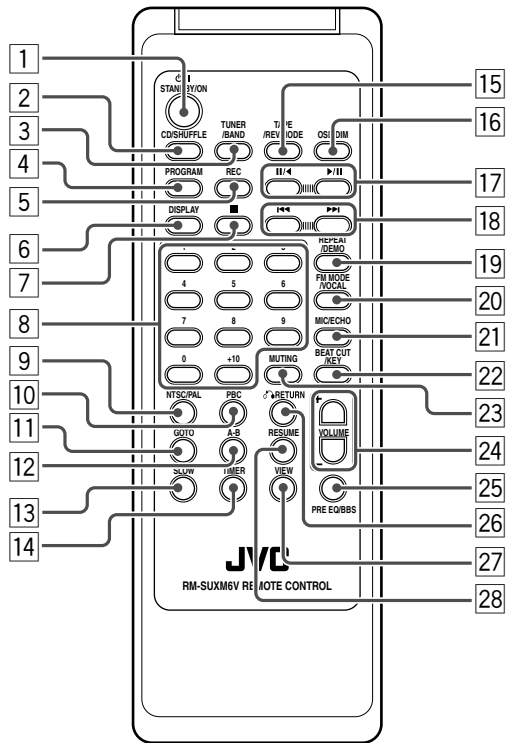 1
2
3
4
5
6
7
8
9
10
11
12
13
14
15
16
17
18
19
20
21
22
23
24
25
26
27
28
STANDBY/ON
CD/SHUFFLE
TUNER
/BAND
TAPE
/REV.MODE
OSD/DIM
PROGRAM
REC
DISPLAY
REPEAT
/DEMO
4
5
6
FM MODE
/VOCAL
7
8
9
MIC/ECHO
0
+10
MUTING
BEAT CUT
/KEY
NTSC/PAL
PBC
RETURN
+
VOLUME
–
GOTO
A-B
RESUME
SLOW
TIMER
VIEW
PRE EQ/BBS
JVC
RM-SUXM6V REMOTE CONTROL